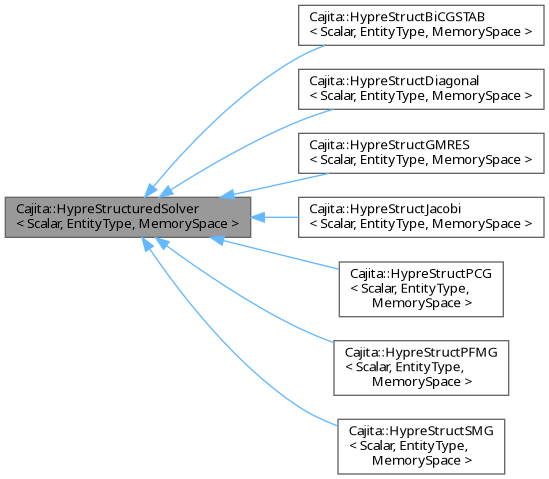 Cajita::HypreStructBiCGSTAB
< Scalar, EntityType, MemorySpace >
Cajita::HypreStructDiagonal
< Scalar, EntityType, MemorySpace >
Cajita::HypreStructGMRES
< Scalar, EntityType, MemorySpace >
Cajita::HypreStructuredSolver
< Scalar, EntityType, MemorySpace >
Cajita::HypreStructJacobi
< Scalar, EntityType, MemorySpace >
Cajita::HypreStructPCG
< Scalar, EntityType,
MemorySpace >
Cajita::HypreStructPFMG
< Scalar, EntityType,
MemorySpace >
Cajita::HypreStructSMG
< Scalar, EntityType,
MemorySpace >